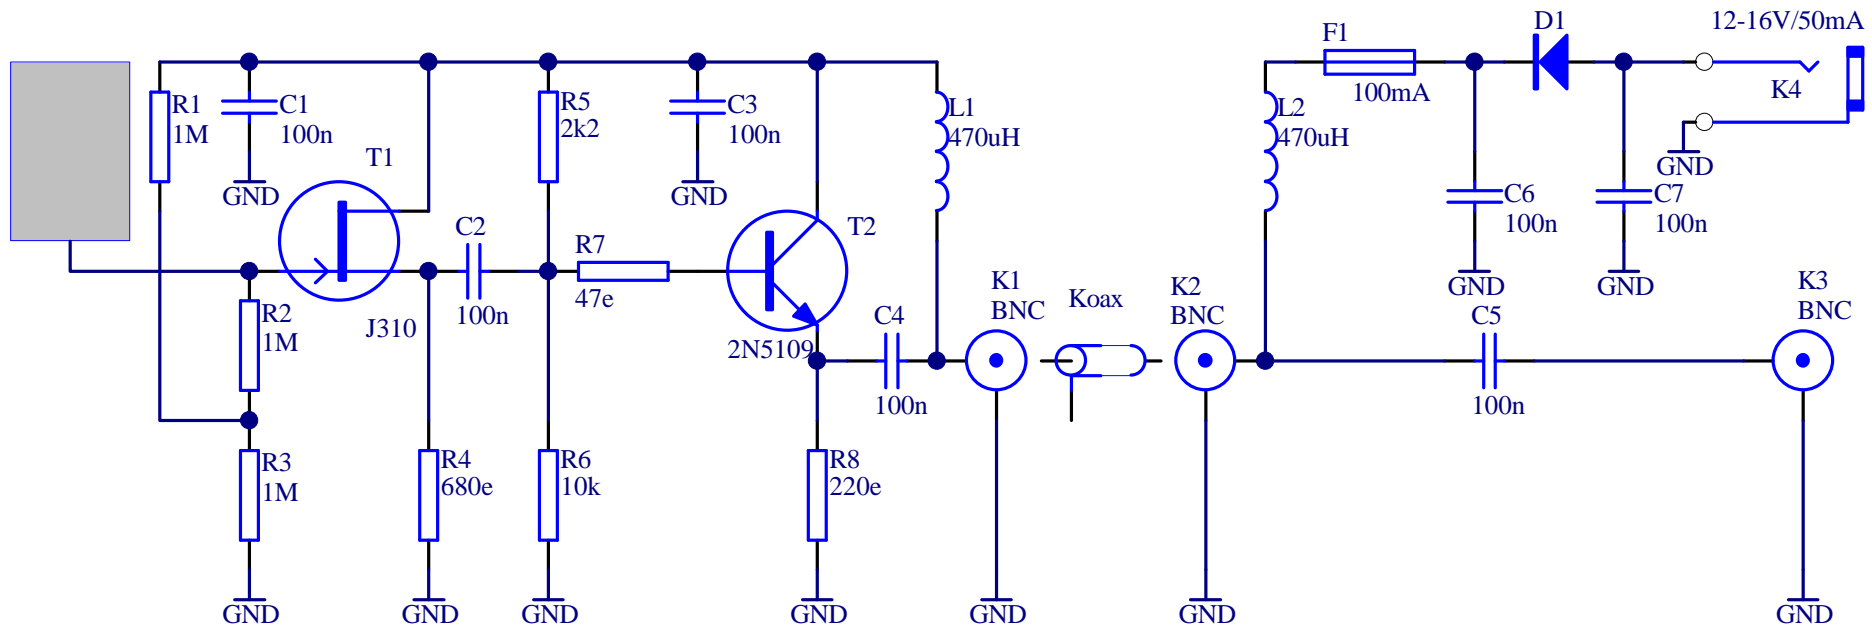 12-16V/50mA
D1
F1
100mA
K4
R1
1M
C1
100n
GND
R5
2k2
C3
100n
GND
L1
470uH
L2
470uH
GND
T1
C6
100n
GND
C7
100n
GND
C2
100n
R7
47e
T2
2N5109
J310
R2
1M
C4
100n
K1
BNC
Koax
K2
BNC
C5
100n
K3
BNC
R3
1M
R4
680e
R6
10k
R8
220e
GND
GND
GND
GND
GND
GND
GND